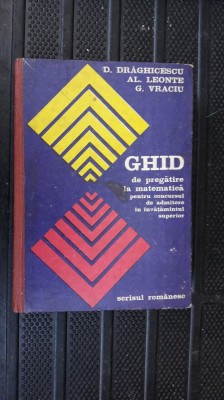 D. DRĂGHICESCU
AL. LEONTE
G. VRACIU
GHID
de pregătire
la matematică
pentru concursul
de admitere
în învățămîntul
superior
scrisul românesc